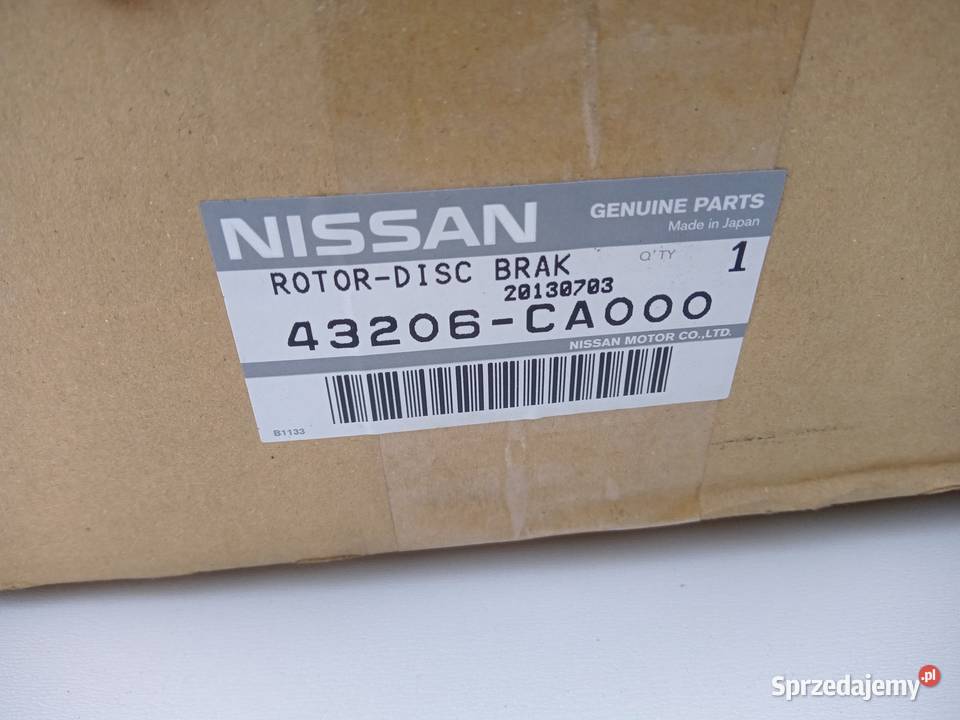 NISSAN
GENUINE PARTS
Made in Japan
ROTOR-DISC BRAK
Q'TY 1
20130703
43206-CA000
NISSAN MOTOR CO.,LTD.
B1133
Sprzedajemy.pl